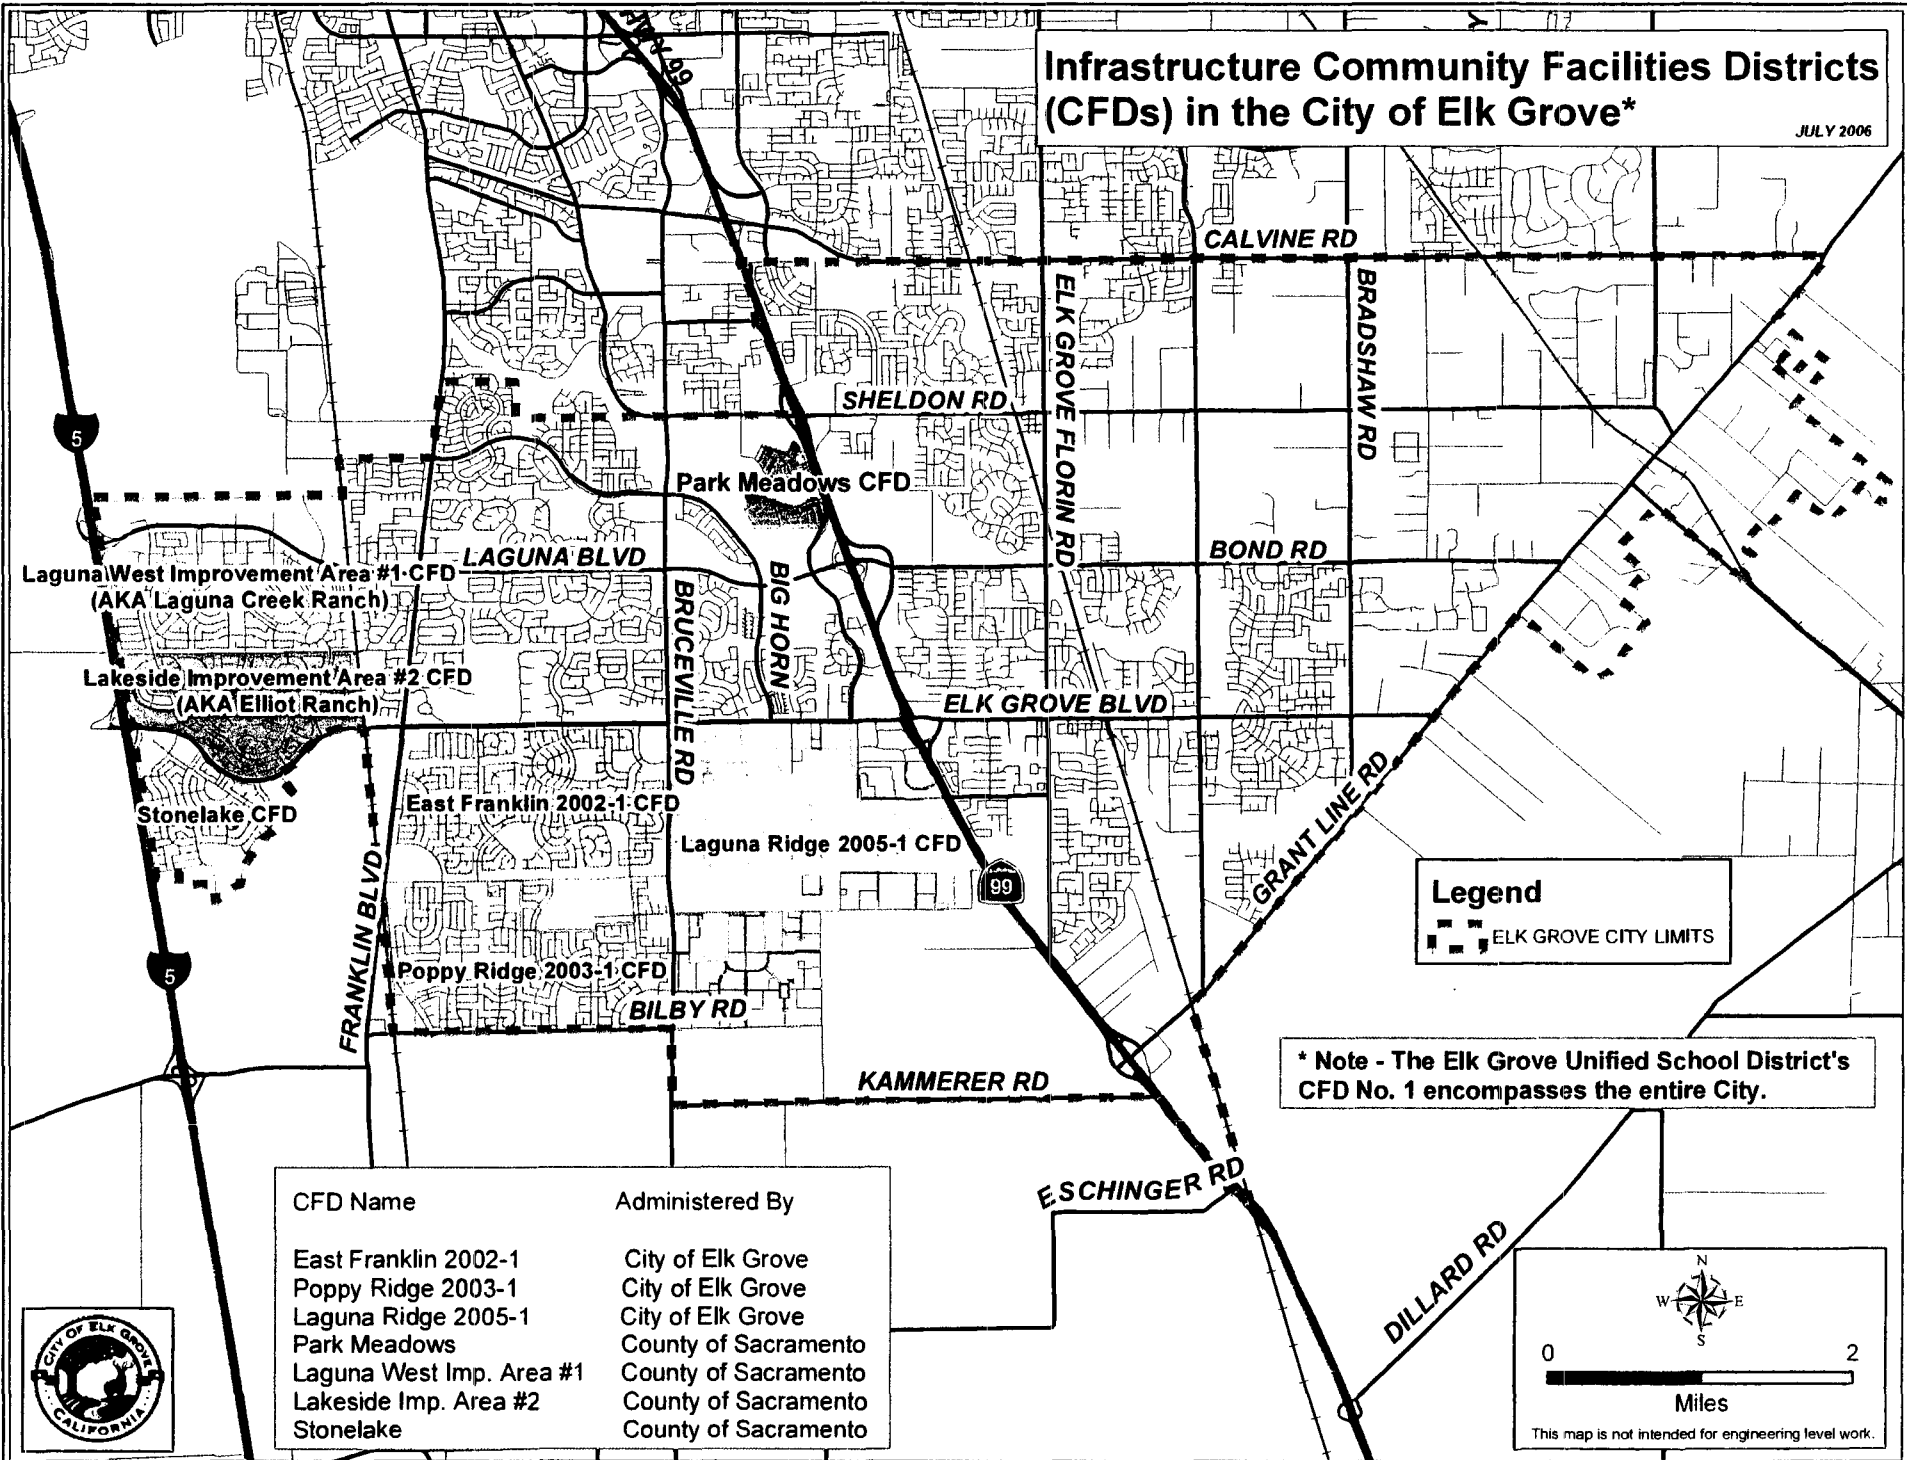 HWY 99
Y
Infrastructure Community Facilities Districts
(CFDs) in the City of Elk Grove*
JULY 2006
CALVINE RD
ELK GROVE FLORIN RD
BRADSHAW RD
SHELDON RD
5
Park Meadows CFD
LAGUNA BLVD
BOND RD
Laguna West Improvement Area #1 CFD
(AKA Laguna Creek Ranch)
BRUCEVILLE RD
BIG HORN
Lakeside Improvement Area #2 CFD
(AKA Elliot Ranch)
ELK GROVE BLVD
GRANT LINE RD
Stonelake CFD
East Franklin 2002-1 CFD
Laguna Ridge 2005-1 CFD
99
FRANKLIN BLVD
Legend
ELK GROVE CITY LIMITS
5
Poppy Ridge 2003-1 CFD
BILBY RD
* Note - The Elk Grove Unified School District's
CFD No. 1 encompasses the entire City.
KAMMERER RD
ESCHINGER RD
DILLARD RD
CFD Name Administered By
East Franklin 2002-1 City of Elk Grove
Poppy Ridge 2003-1 City of Elk Grove
Laguna Ridge 2005-1 City of Elk Grove
Park Meadows County of Sacramento
Laguna West Imp. Area #1 County of Sacramento
Lakeside Imp. Area #2 County of Sacramento
Stonelake County of Sacramento
CITY OF ELK GROVE
CALIFORNIA
N
W E
S
0 2
Miles
This map is not intended for engineering level work.